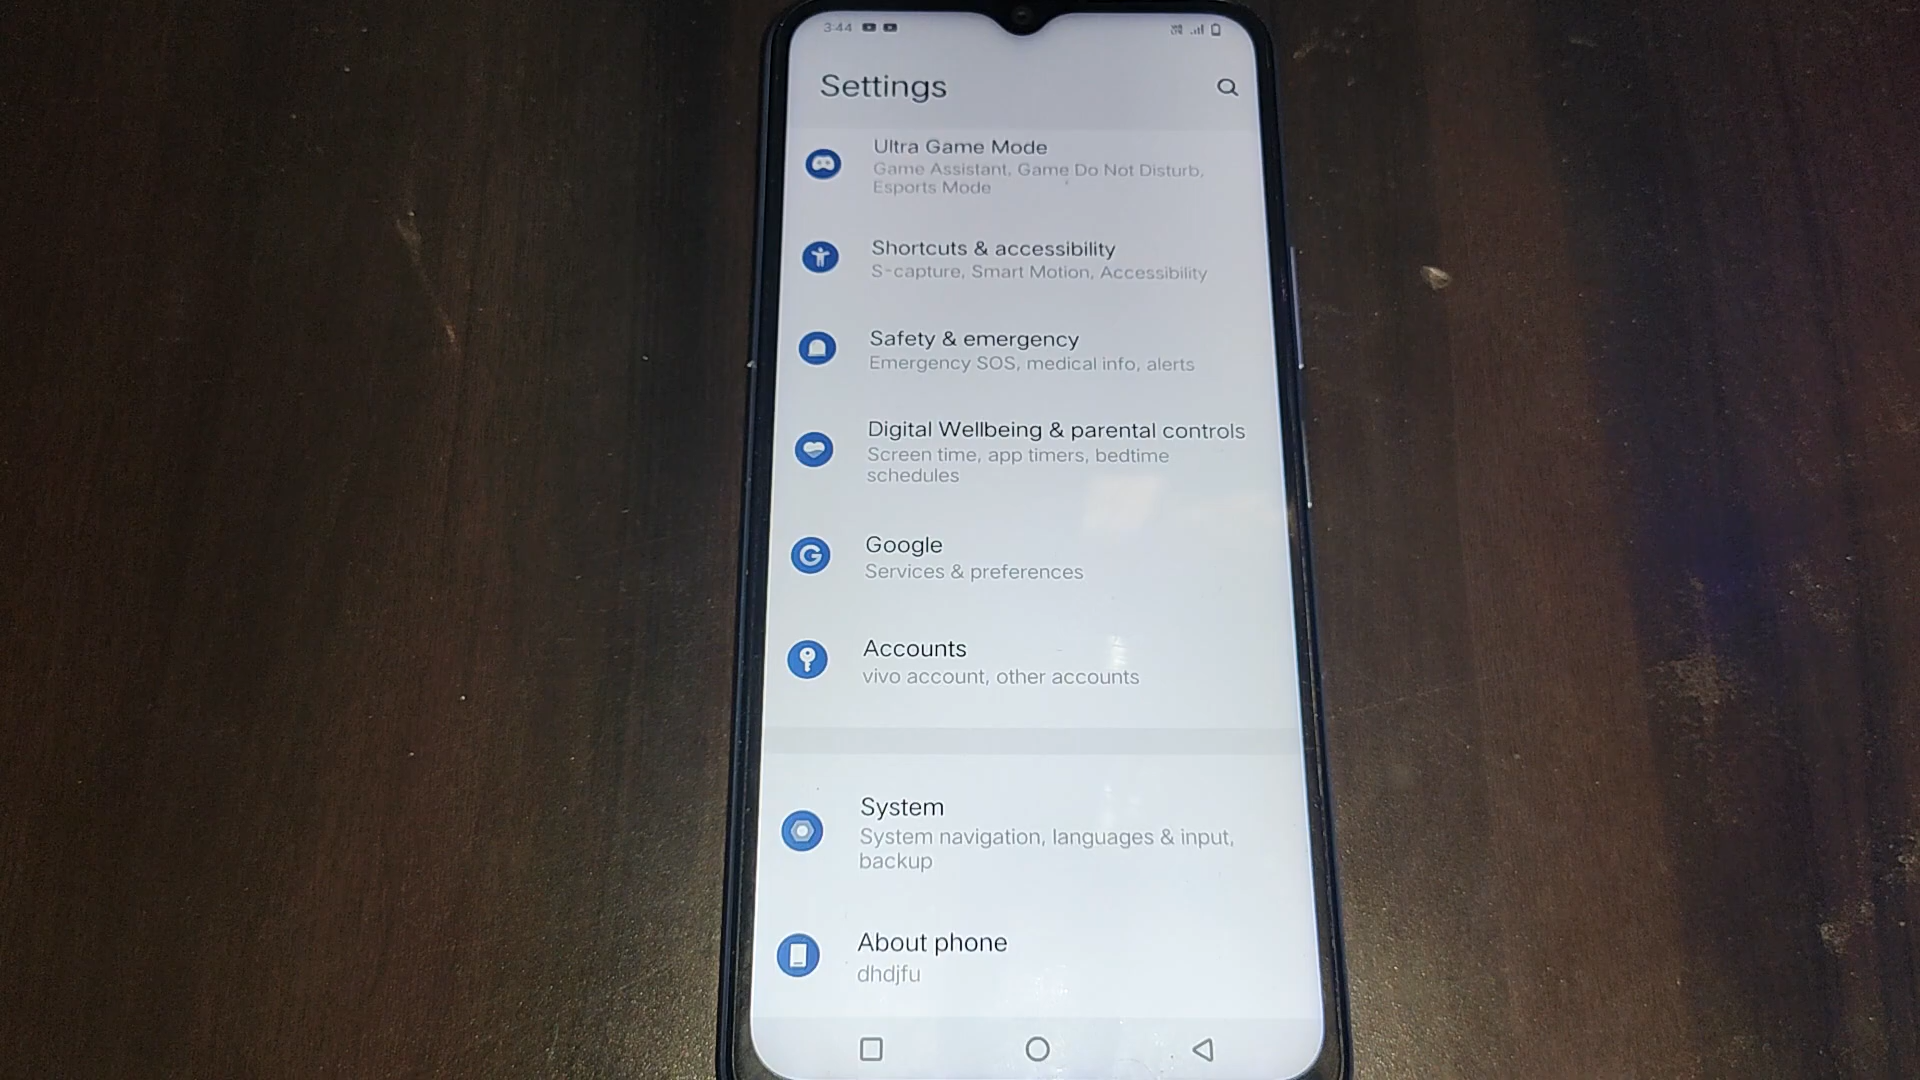 3:44
Settings
Ultra Game Mode
Game Assistant, Game Do Not Disturb,
Esports Mode
Shortcuts & accessibility
S-capture, Smart Motion, Accessibility
Safety & emergency
Emergency SOS, medical info, alerts
Digital Wellbeing & parental controls
Screen time, app timers, bedtime
schedules
Google
Services & preferences
Accounts
vivo account, other accounts
System
System navigation, languages & input,
backup
About phone
dhdjfu